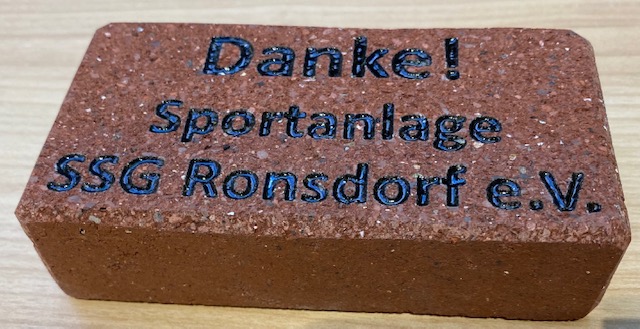 Danke!
Sportanlage
SSG Ronsdorf e.V.